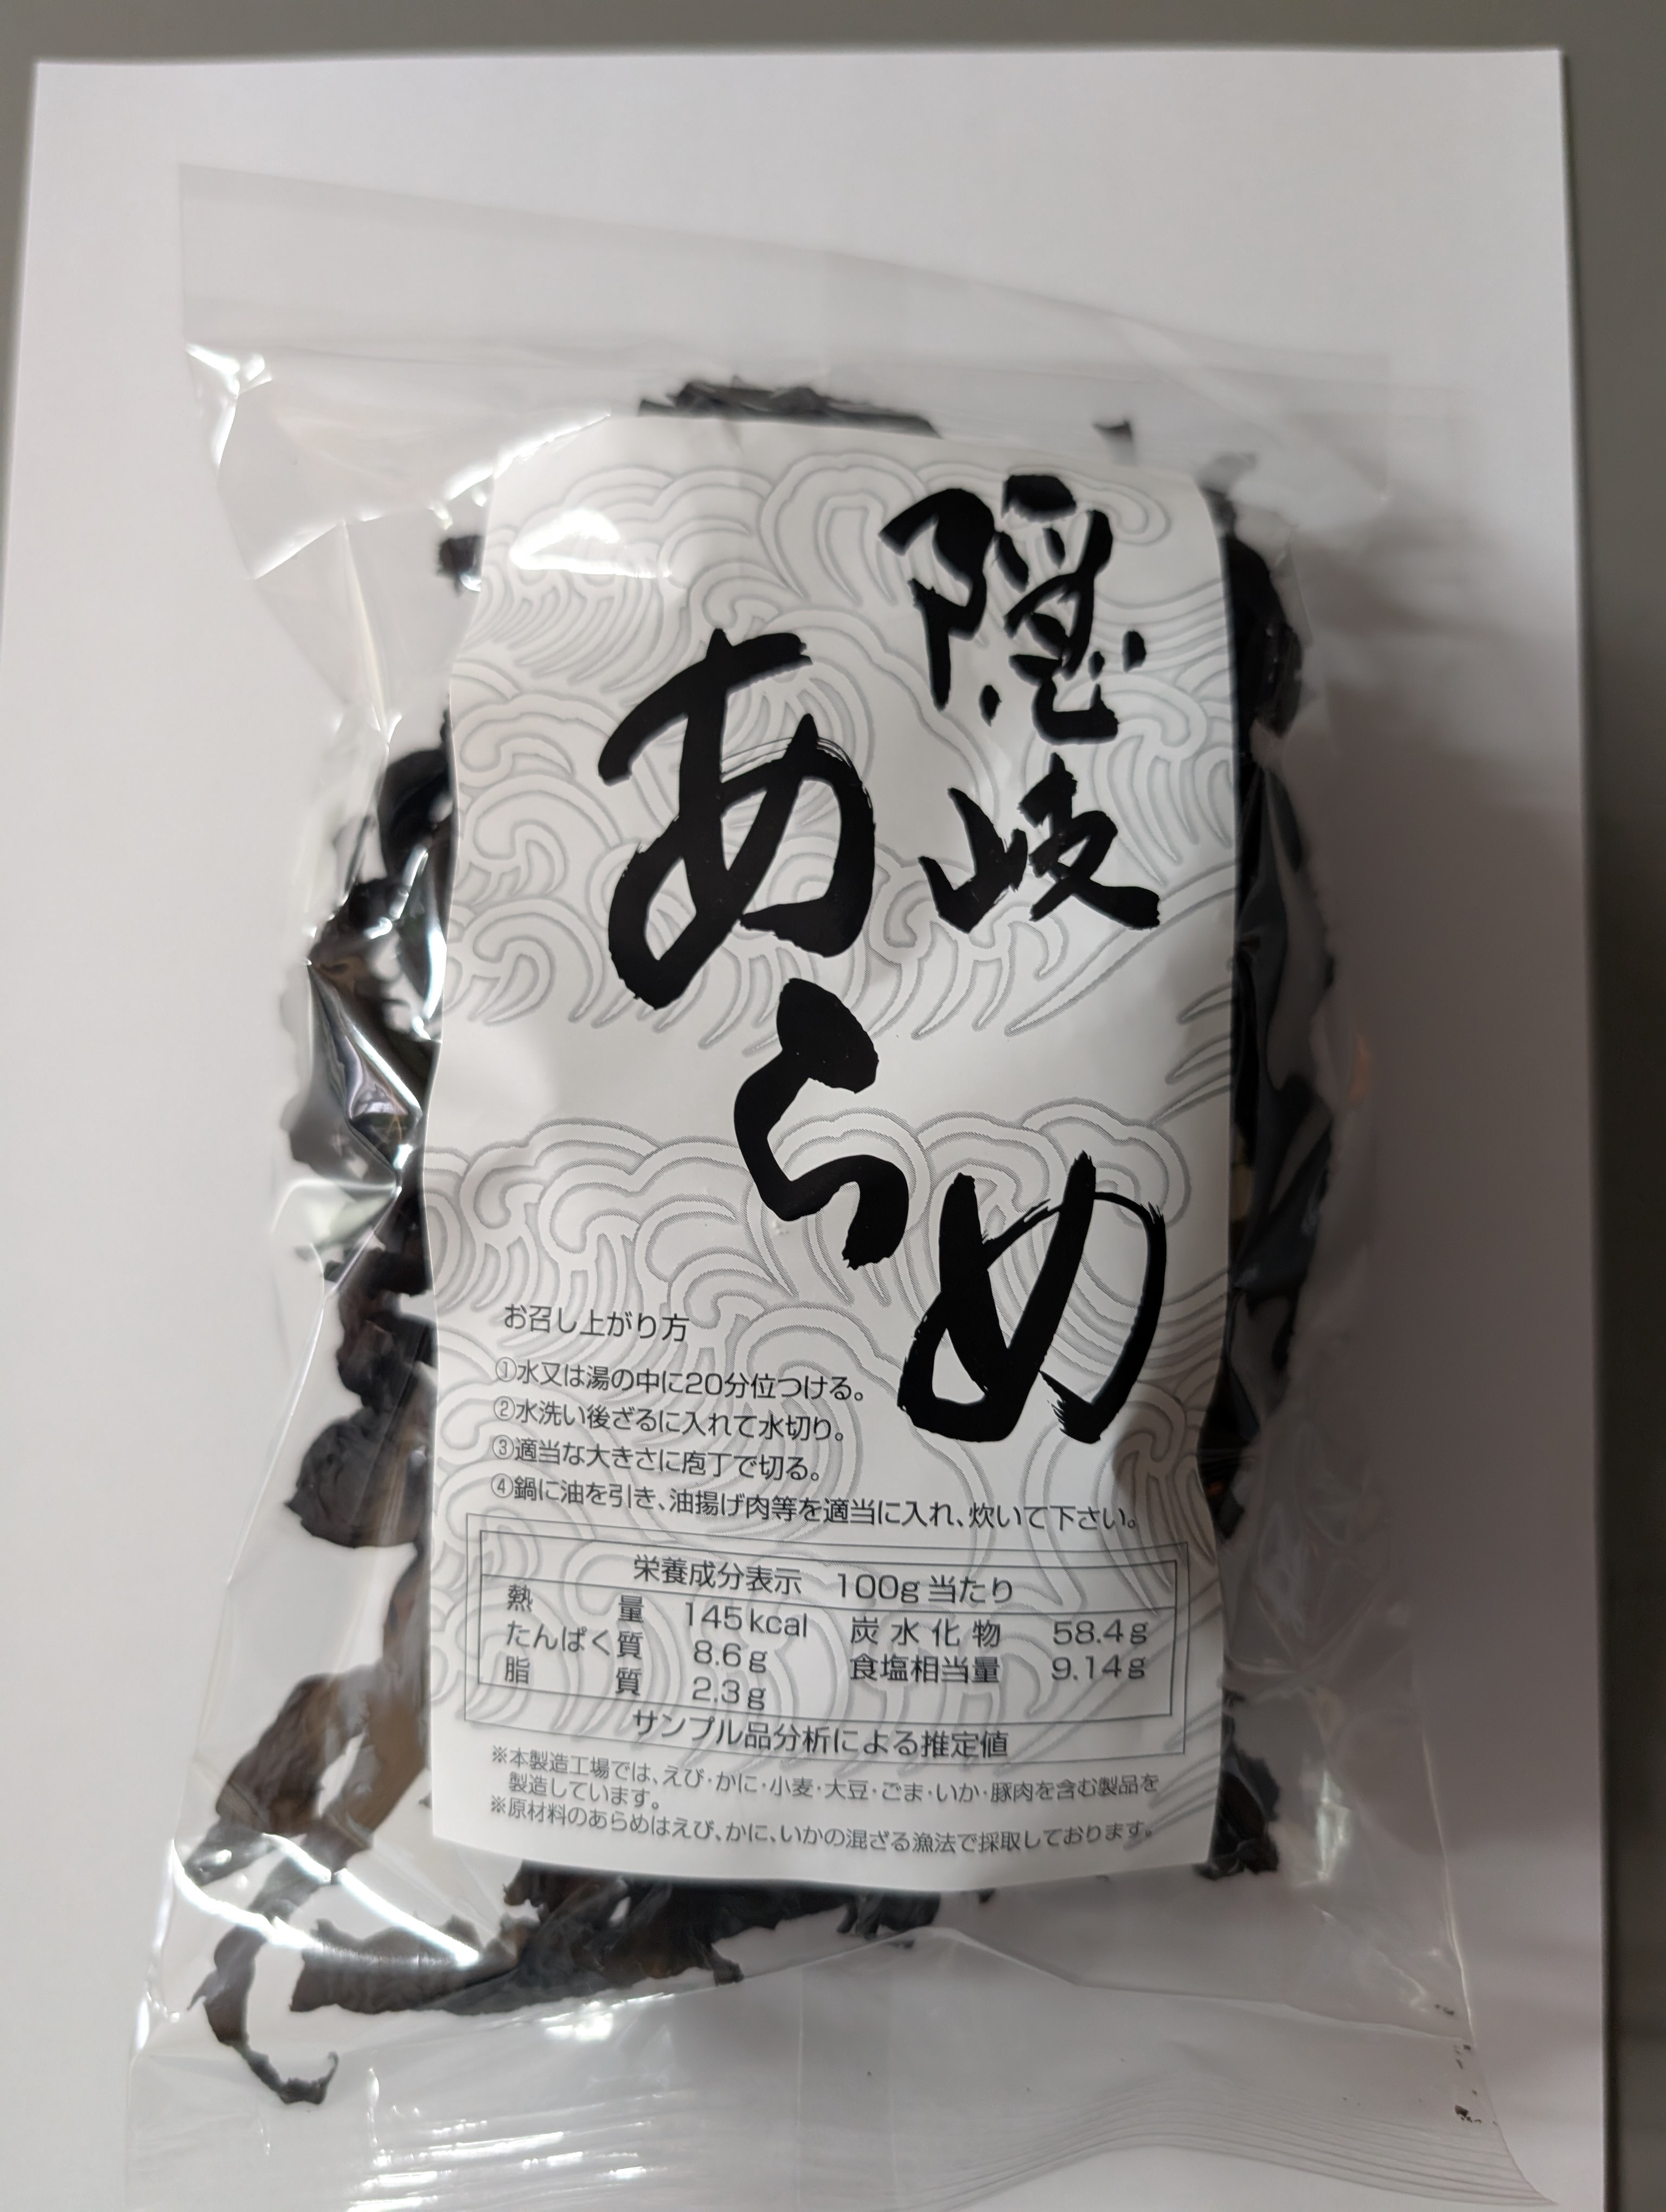 隠岐
あらめ
お召し上がり方
①水又は湯の中に20分位つける。
②水洗い後ざるに入れて水切り。
③適当な大きさに庖丁で切る。
④鍋に油を引き、油揚げ肉等を適当に入れ、炊いて下さい。
栄養成分表示 100g当たり
熱量 145kcal 炭水化物 58.4g
たんぱく質 8.6g 食塩相当量 9.14g
脂質 2.3g
サンプル品分析による推定値
※本製造工場では、えび・かに・小麦・大豆・ごま・いか・豚肉を含む製品を
製造しています。
※原材料のあらめはえび、かに、いかの混ざる漁法で採取しております。